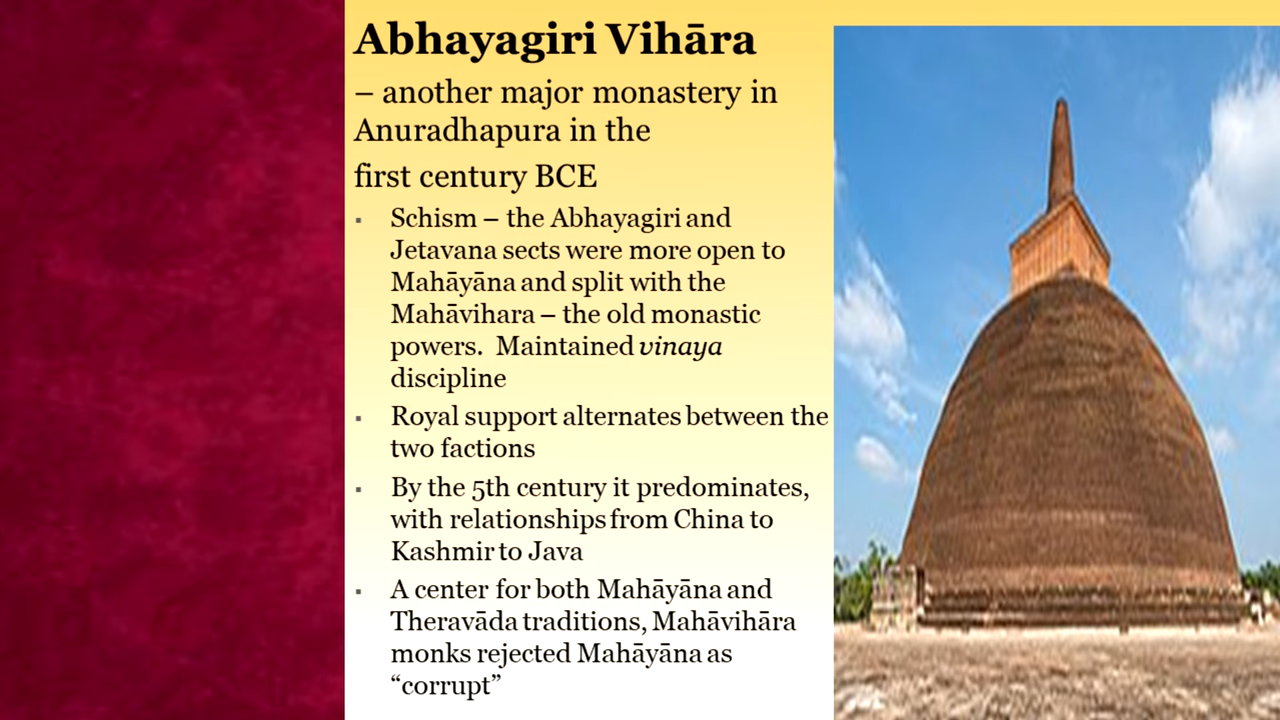 Abhayagiri Vihāra
– another major monastery in
Anuradhapura in the
first century BCE
▪ Schism – the Abhayagiri and
Jetavana sects were more open to
Mahāyāna and split with the
Mahāvihara – the old monastic
powers.  Maintained vinaya
discipline
▪ Royal support alternates between the
two factions
▪ By the 5th century it predominates,
with relationships from China to
Kashmir to Java
▪ A center for both Mahāyāna and
Theravāda traditions, Mahāvihāra
monks rejected Mahāyāna as
“corrupt”